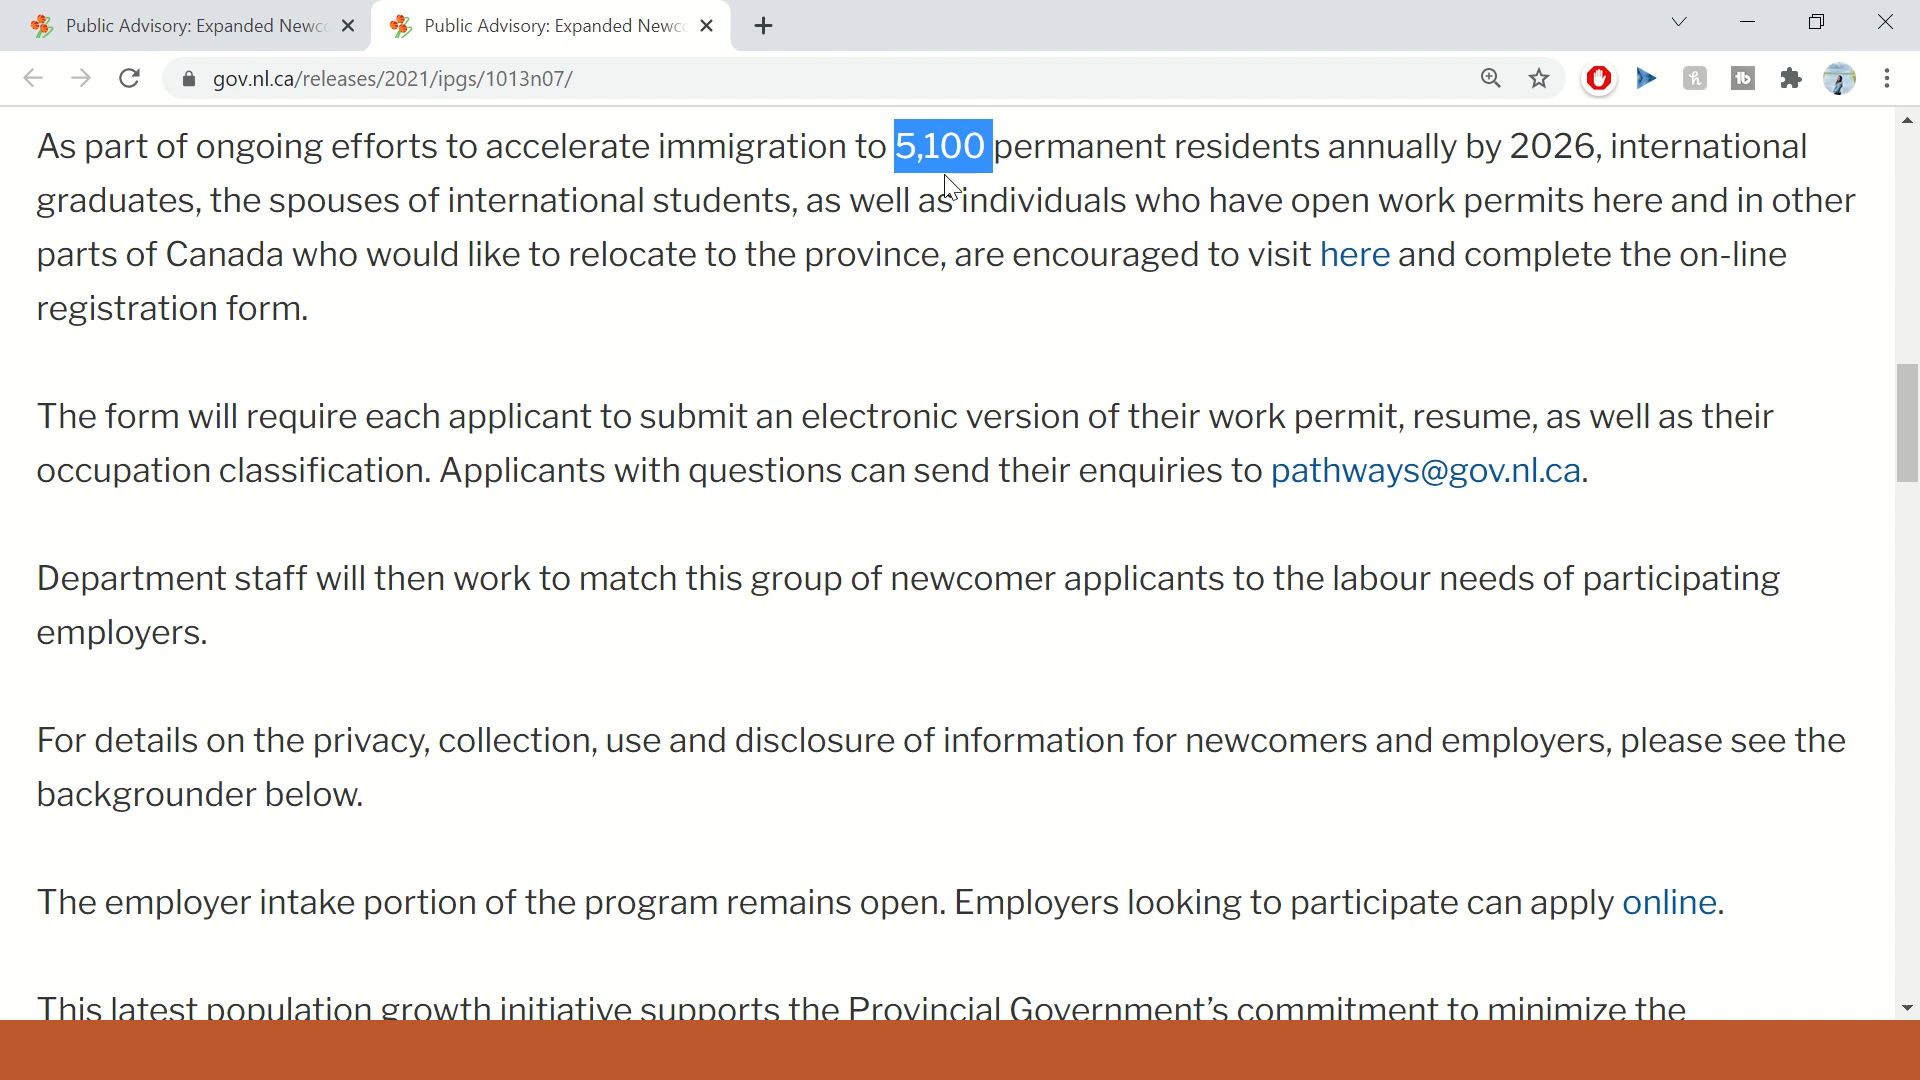 Public Advisory: Expanded Newc
Public Advisory: Expanded Newc
gov.nl.ca/releases/2021/ipgs/1013n07/
As part of ongoing efforts to accelerate immigration to 5,100 permanent residents annually by 2026, international
graduates, the spouses of international students, as well as individuals who have open work permits here and in other
parts of Canada who would like to relocate to the province, are encouraged to visit here and complete the on-line
registration form.
The form will require each applicant to submit an electronic version of their work permit, resume, as well as their
occupation classification. Applicants with questions can send their enquiries to pathways@gov.nl.ca.
Department staff will then work to match this group of newcomer applicants to the labour needs of participating
employers.
For details on the privacy, collection, use and disclosure of information for newcomers and employers, please see the
backgrounder below.
The employer intake portion of the program remains open. Employers looking to participate can apply online.
This latest population growth initiative supports the Provincial Government's commitment to minimize the